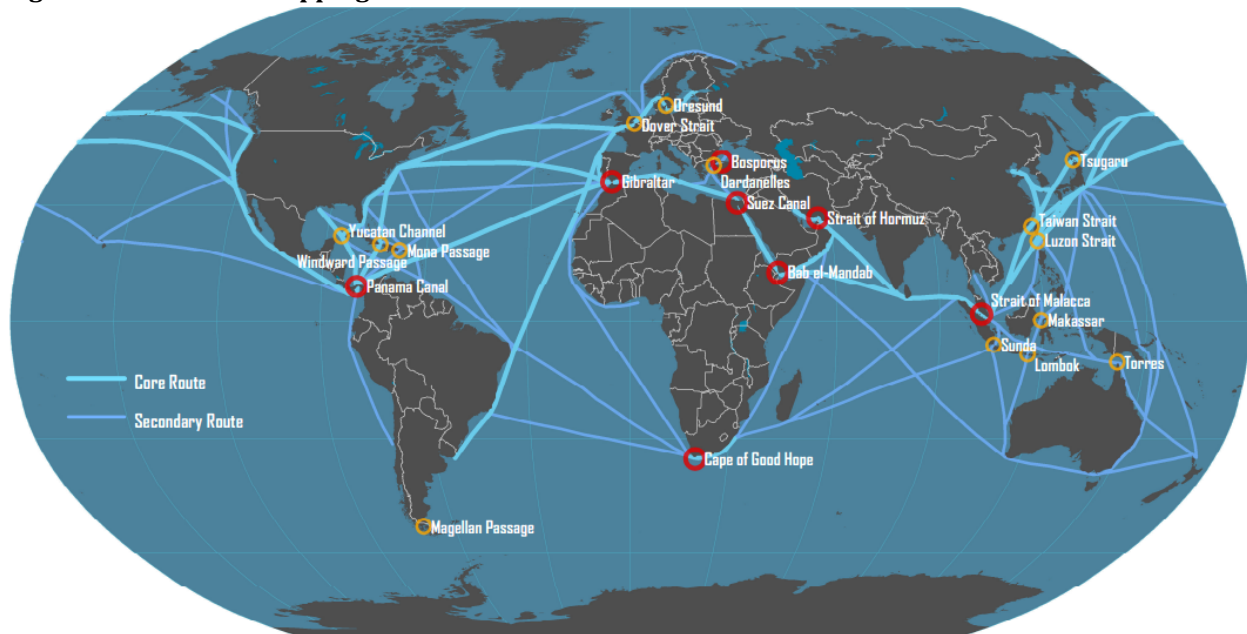 Oresund
Dover Strait
Bosporus
Tsugaru
Gibraltar
Dardanelles
Suez Canal
Strait of Hormuz
Taiwan Strait
Yucatan Channel
Luzon Strait
Windward Passage
Mona Passage
Bab el-Mandab
Panama Canal
Strait of Malacca
Makassar
Sunda
Lombok
Torres
Core Route
Secondary Route
Cape of Good Hope
Magellan Passage